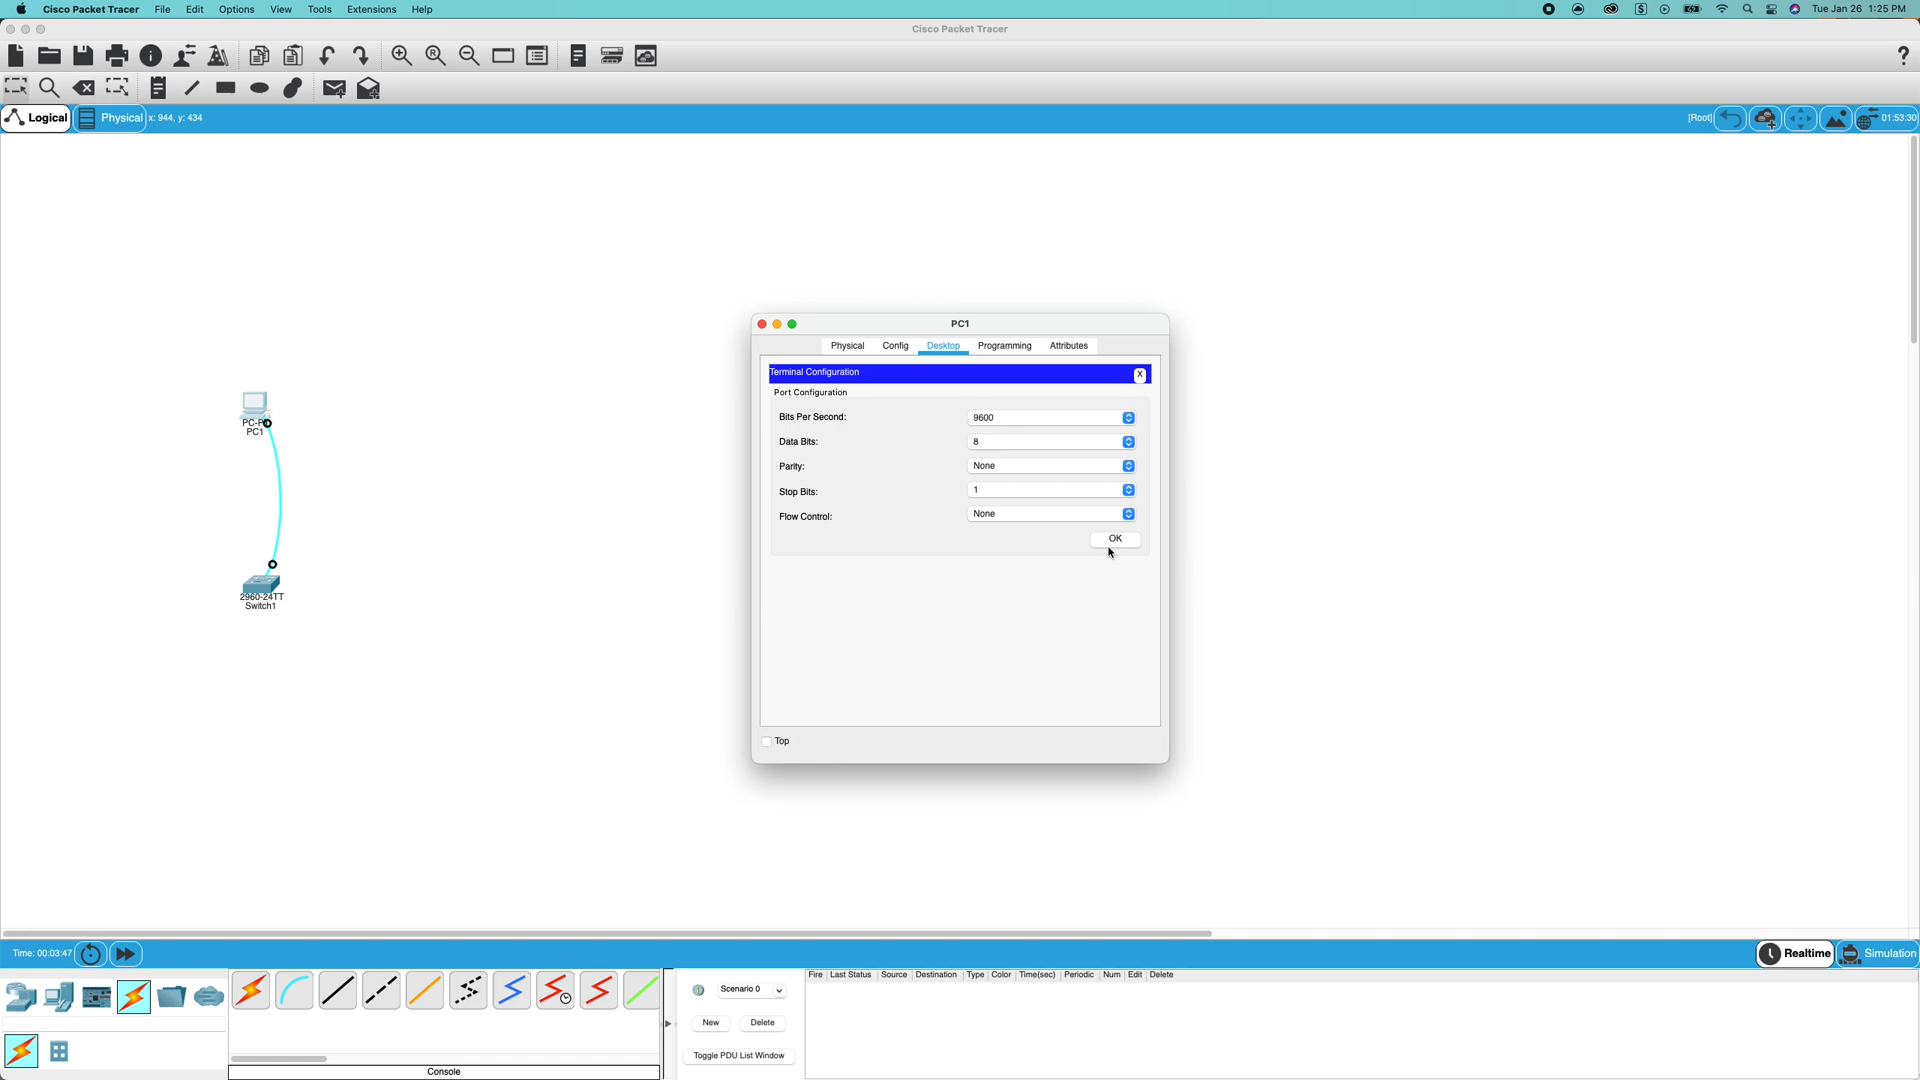 Cisco Packet Tracer File Edit Options View Tools Extensions Help Tue Jan 26 1:25 PM
Cisco Packet Tracer
Logical Physical x: 944, y: 434 [Root] 01:53:30
PC1
Physical Config Desktop Programming Attributes
Terminal Configuration X
Port Configuration
Bits Per Second: 9600
Data Bits: 8
Parity: None
Stop Bits: 1
Flow Control: None
OK
Top
PC1
2960-24TT
Switch1
Time: 00:03:47 Realtime Simulation
Fire Last Status Source Destination Type Color Time(sec) Periodic Num Edit Delete
Scenario 0
New Delete
Toggle PDU List Window
Console